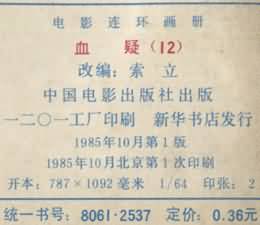 电影连环画册
血疑(12)
改编：索立
中国电影出版社出版
一二〇一工厂印刷 新华书店发行
1985年10月第1版
1985年10月北京第1次印刷
开本：787×1092毫米 1/64 印张：2
统一书号：8061·2537 定价：0.36元